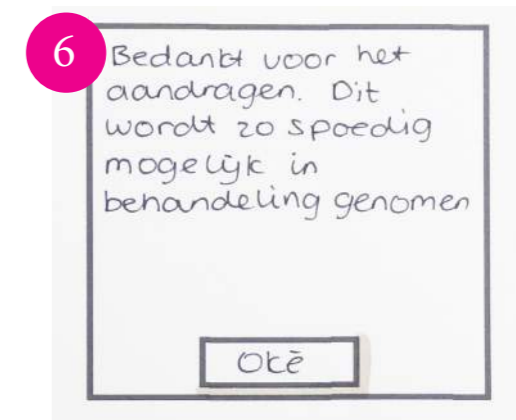 6
Bedankt voor het
aandragen. Dit
wordt zo spoedig
mogelijk in
behandeling genomen
Oké